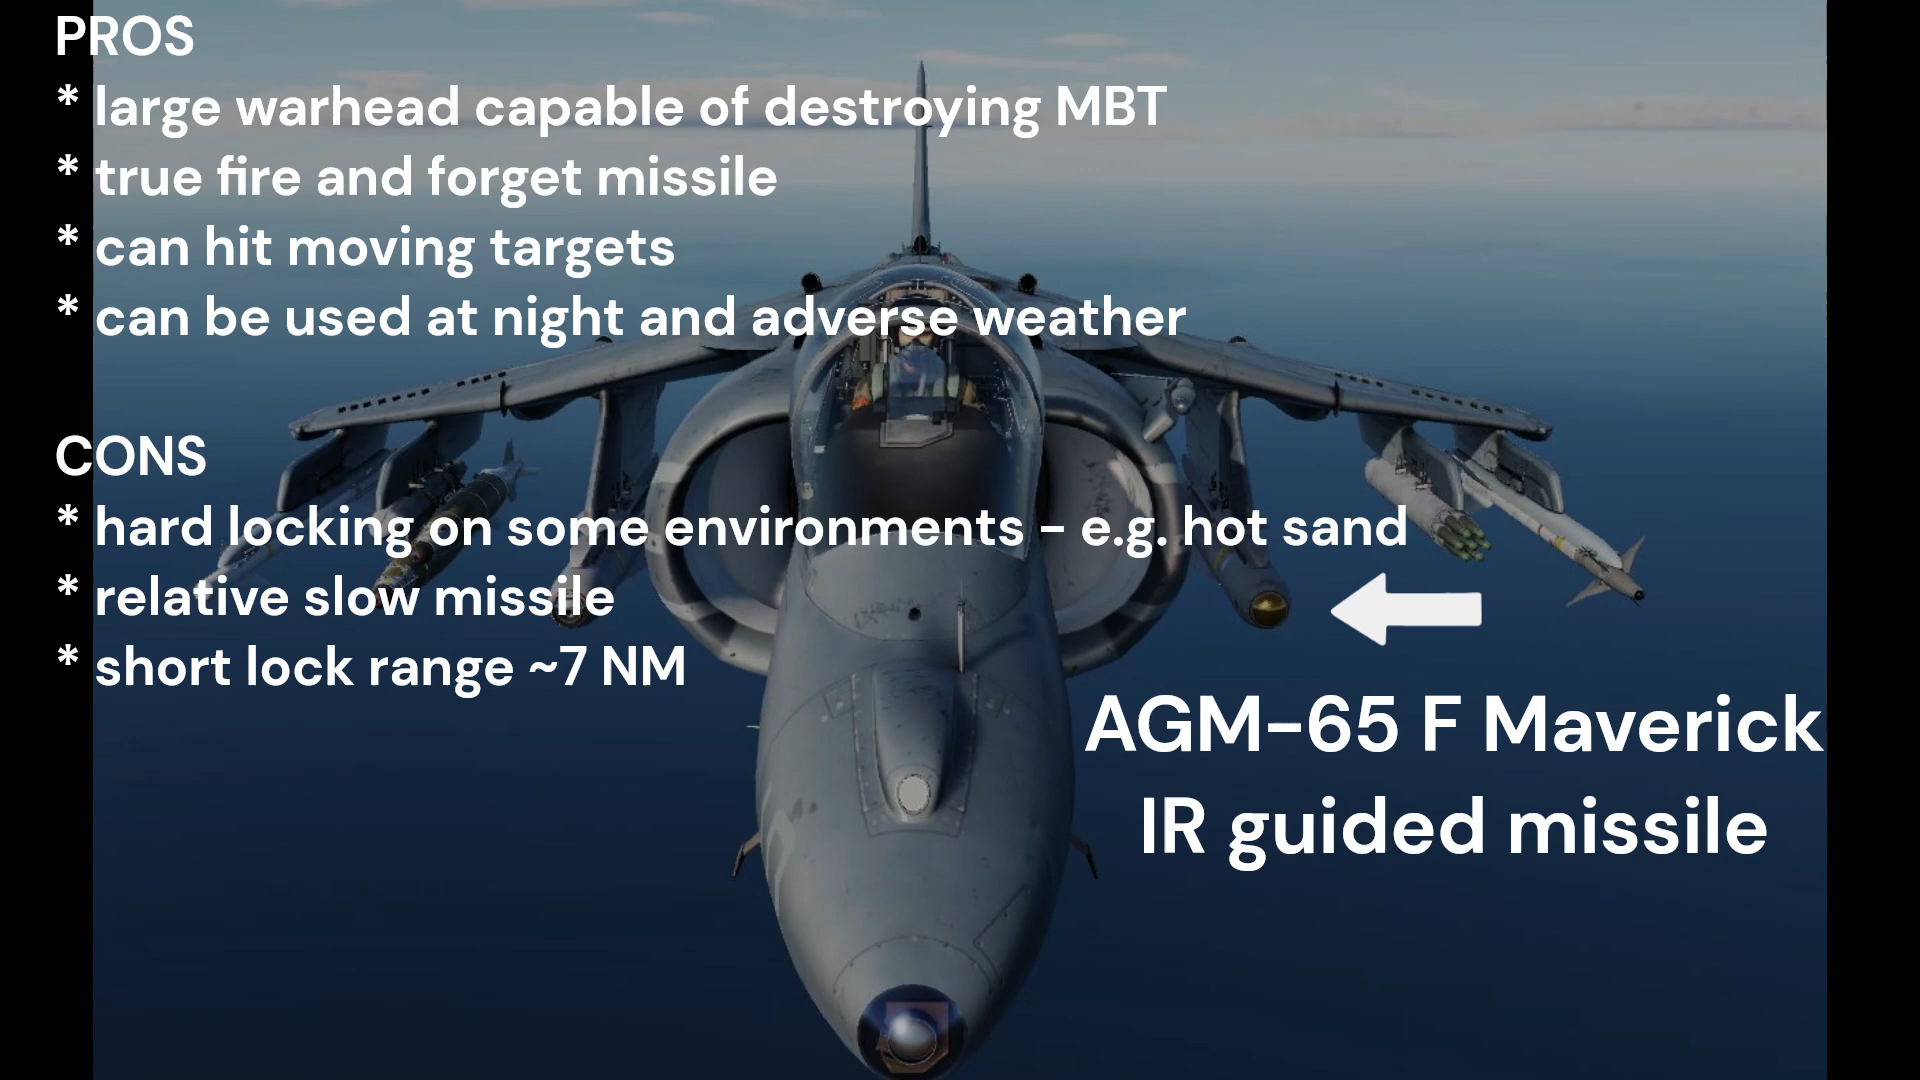 PROS
* large warhead capable of destroying MBT
* true fire and forget missile
* can hit moving targets
* can be used at night and adverse weather
CONS
* hard locking on some environments - e.g. hot sand
* relative slow missile
* short lock range ~7 NM
AGM-65 F Maverick
IR guided missile